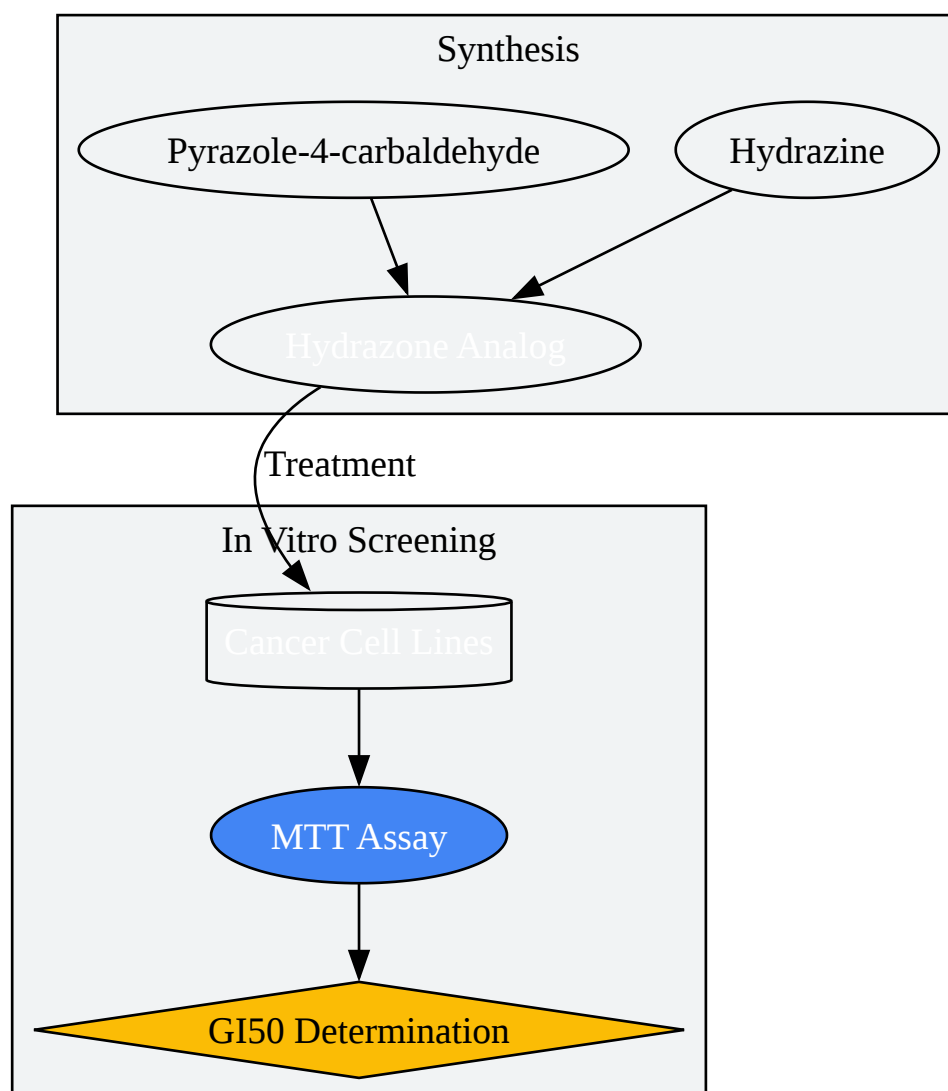 Synthesis
Pyrazole-4-carbaldehyde
Hydrazine
Hydrazone Analog
Treatment
In Vitro Screening
Cancer Cell Lines
MTT Assay
GI50 Determination